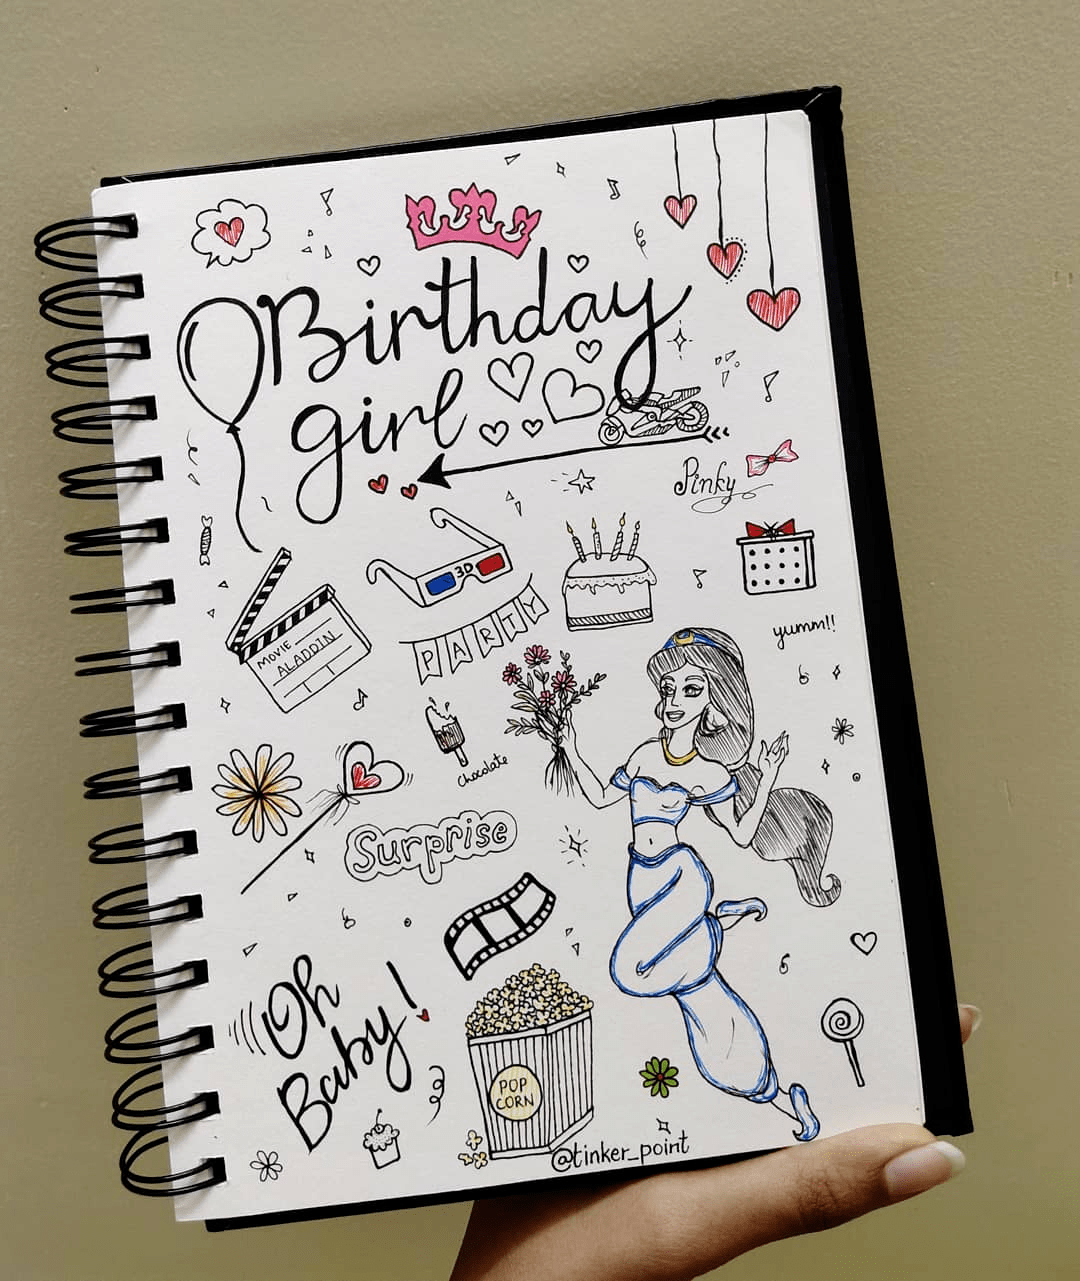 Birthday
girl
Pinky
3D
PARTY
yumm!!
MOVIE
ALADDIN
chocolate
Surprise
Oh
Baby!
POP
CORN
@tinker_point